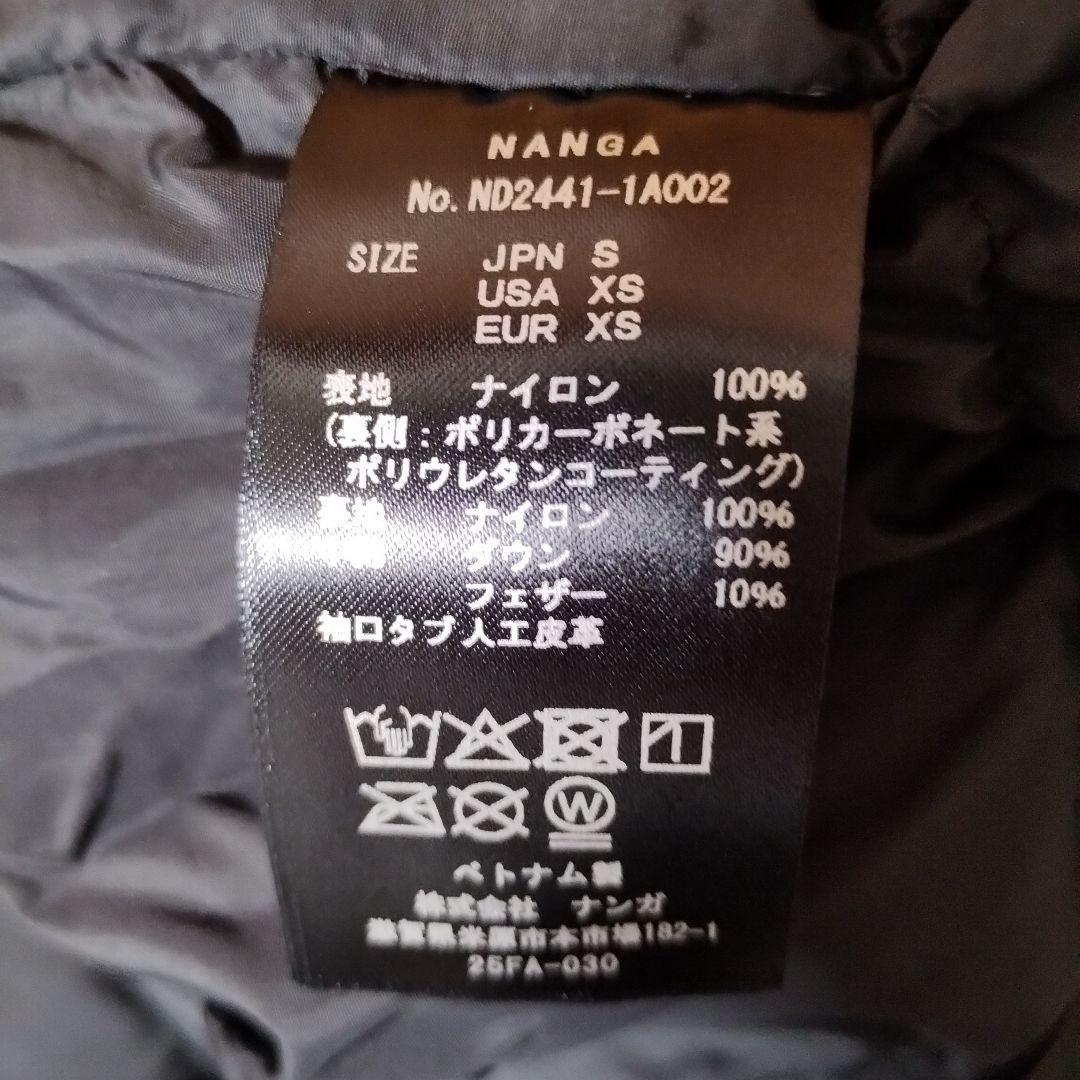 NANGA
No. ND2441-1A002
SIZE JPN S
USA XS
EUR XS
表地 ナイロン 100%
(裏側:ポリカーボネート系
ポリウレタンコーティング)
裏地 ナイロン 100%
ダウン 90%
フェザー 10%
袖口タブ 人工皮革
W
ベトナム製
株式会社 ナンガ
滋賀県米原市本市場182-1
25FA-030